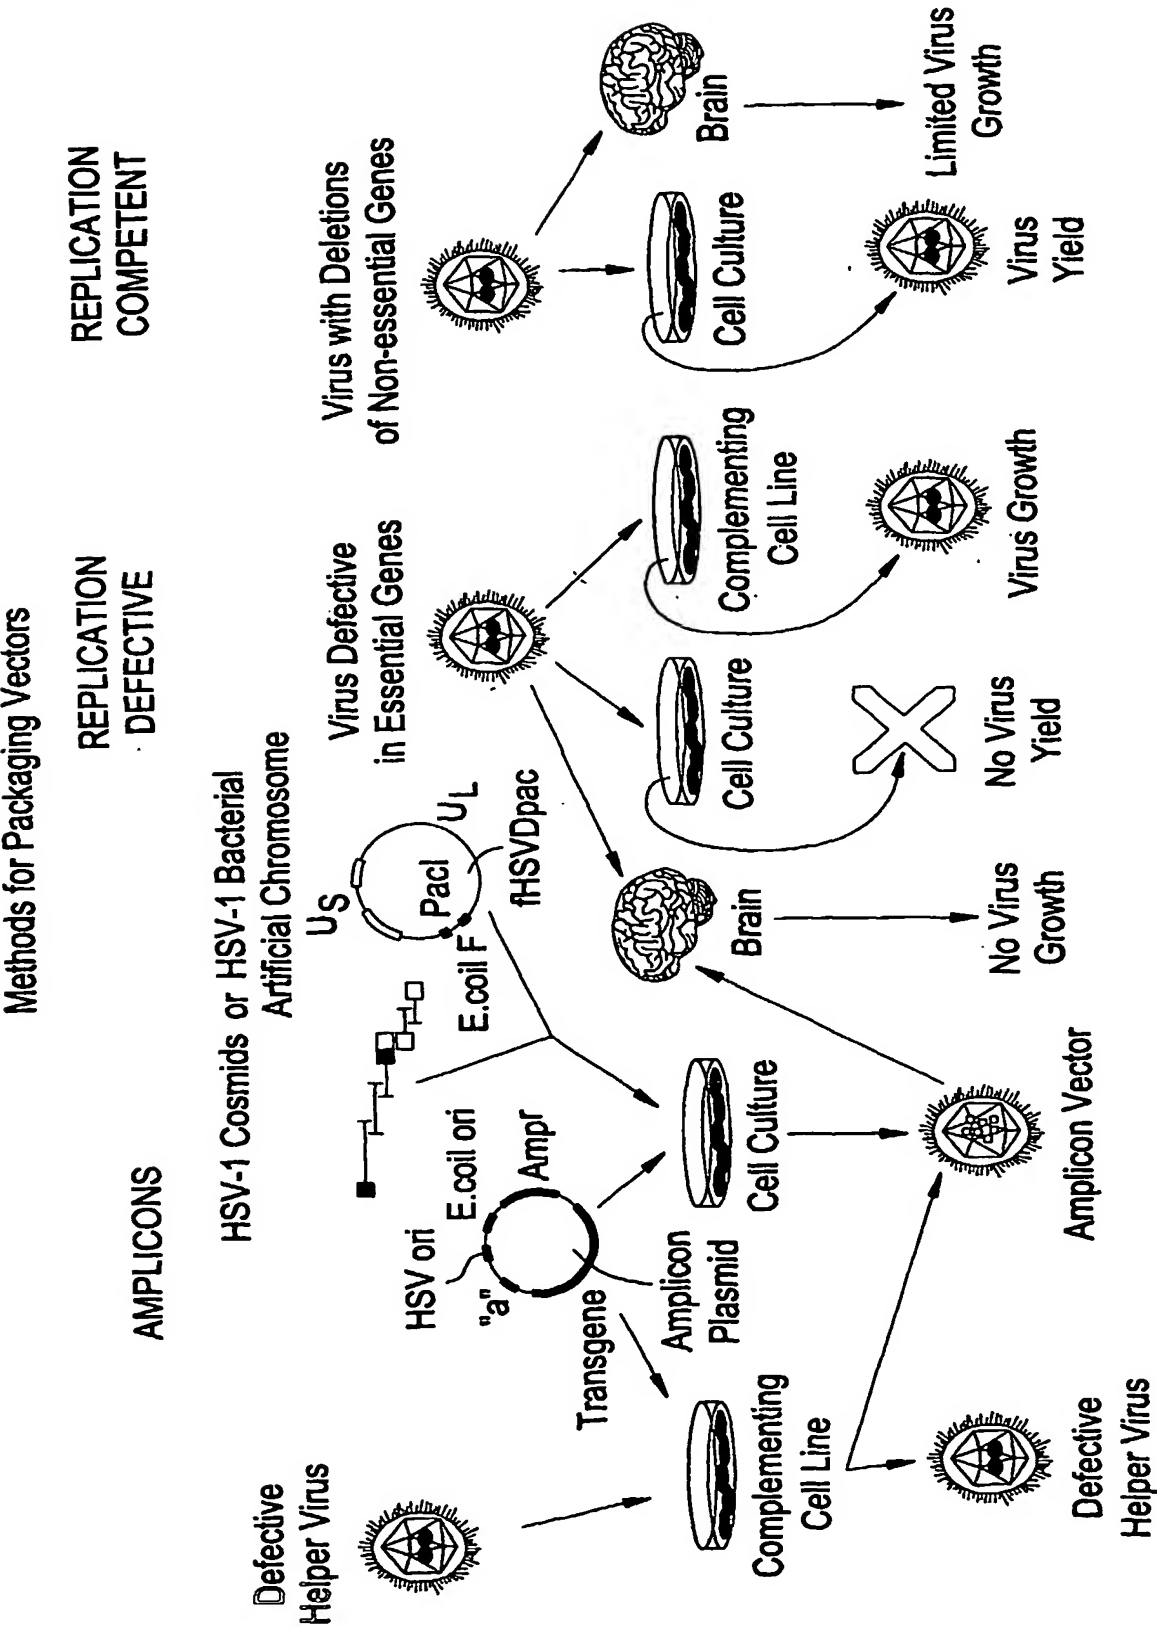 Methods for Packaging Vectors
AMPLICONS
REPLICATION
DEFECTIVE
REPLICATION
COMPETENT
HSV-1 Cosmids or HSV-1 Bacterial
Artificial Chromosome
Defective
Helper Virus
HSV ori
E.coil ori
"a"
Ampr
Transgene
Amplicon
Plasmid
US
UL
PacI
E.coil F
fHSVDpac
Virus Defective
in Essential Genes
Virus with Deletions
of Non-essential Genes
Complementing
Cell Line
Cell Culture
Brain
Cell Culture
Complementing
Cell Line
Cell Culture
Brain
Defective
Helper Virus
Amplicon Vector
No Virus
Growth
No Virus
Yield
Virus Growth
Virus
Yield
Limited Virus
Growth